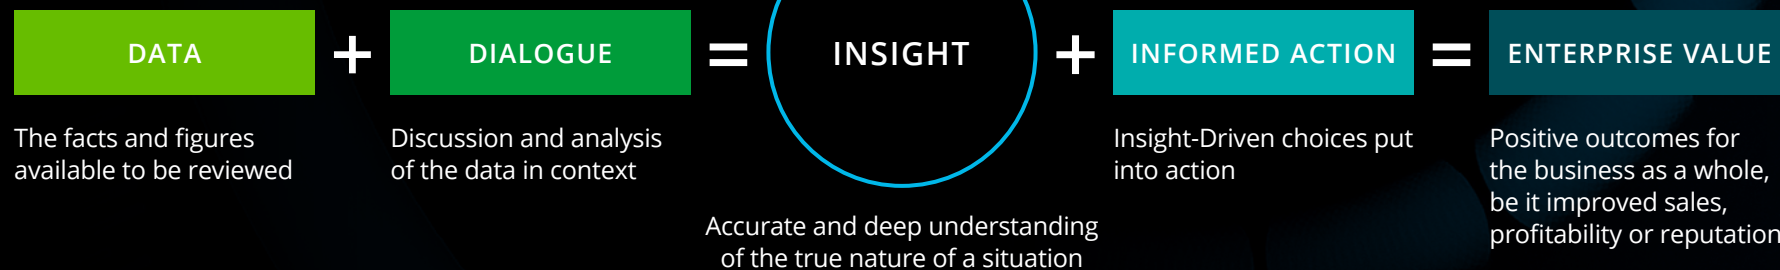 DATA + DIALOGUE = INSIGHT + INFORMED ACTION = ENTERPRISE VALUE
The facts and figures
available to be reviewed
Discussion and analysis
of the data in context
Accurate and deep understanding
of the true nature of a situation
Insight-Driven choices put
into action
Positive outcomes for
the business as a whole,
be it improved sales,
profitability or reputation